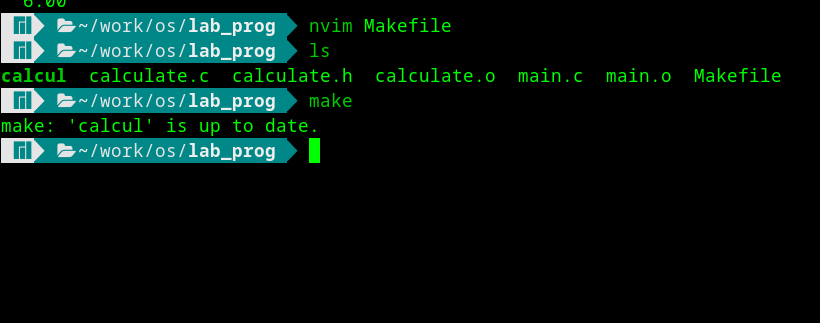 6.00
~/work/os/lab_prog nvim Makefile
~/work/os/lab_prog ls
calcul calculate.c calculate.h calculate.o main.c main.o Makefile
~/work/os/lab_prog make
make: 'calcul' is up to date.
~/work/os/lab_prog